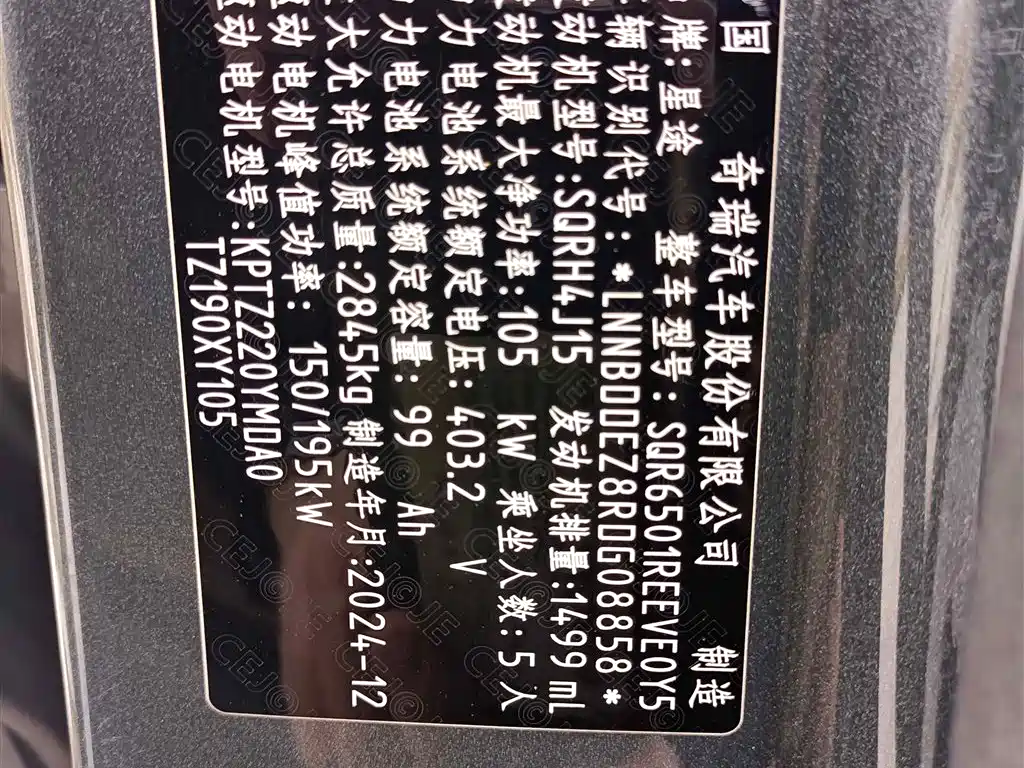 国 奇瑞汽车股份有限公司 制造
牌:星途 整车型号: SQR6501REEVE0Y5
辆识别代号: *LNNBDDEZ8RDG08858*
动机型号:SQRH4J15 发动机排量:1499 ml
动机最大净功率:105 kW 乘坐人数:5人
力电池系统额定电压: 403.2 V
力电池系统额定容量: 99 Ah
大允许总质量:2845kg 制造年月:2024-12
驱动电机峰值功率: 150/195kW
驱动电机型号:KPTZ220YMDA0
TZ190XY105